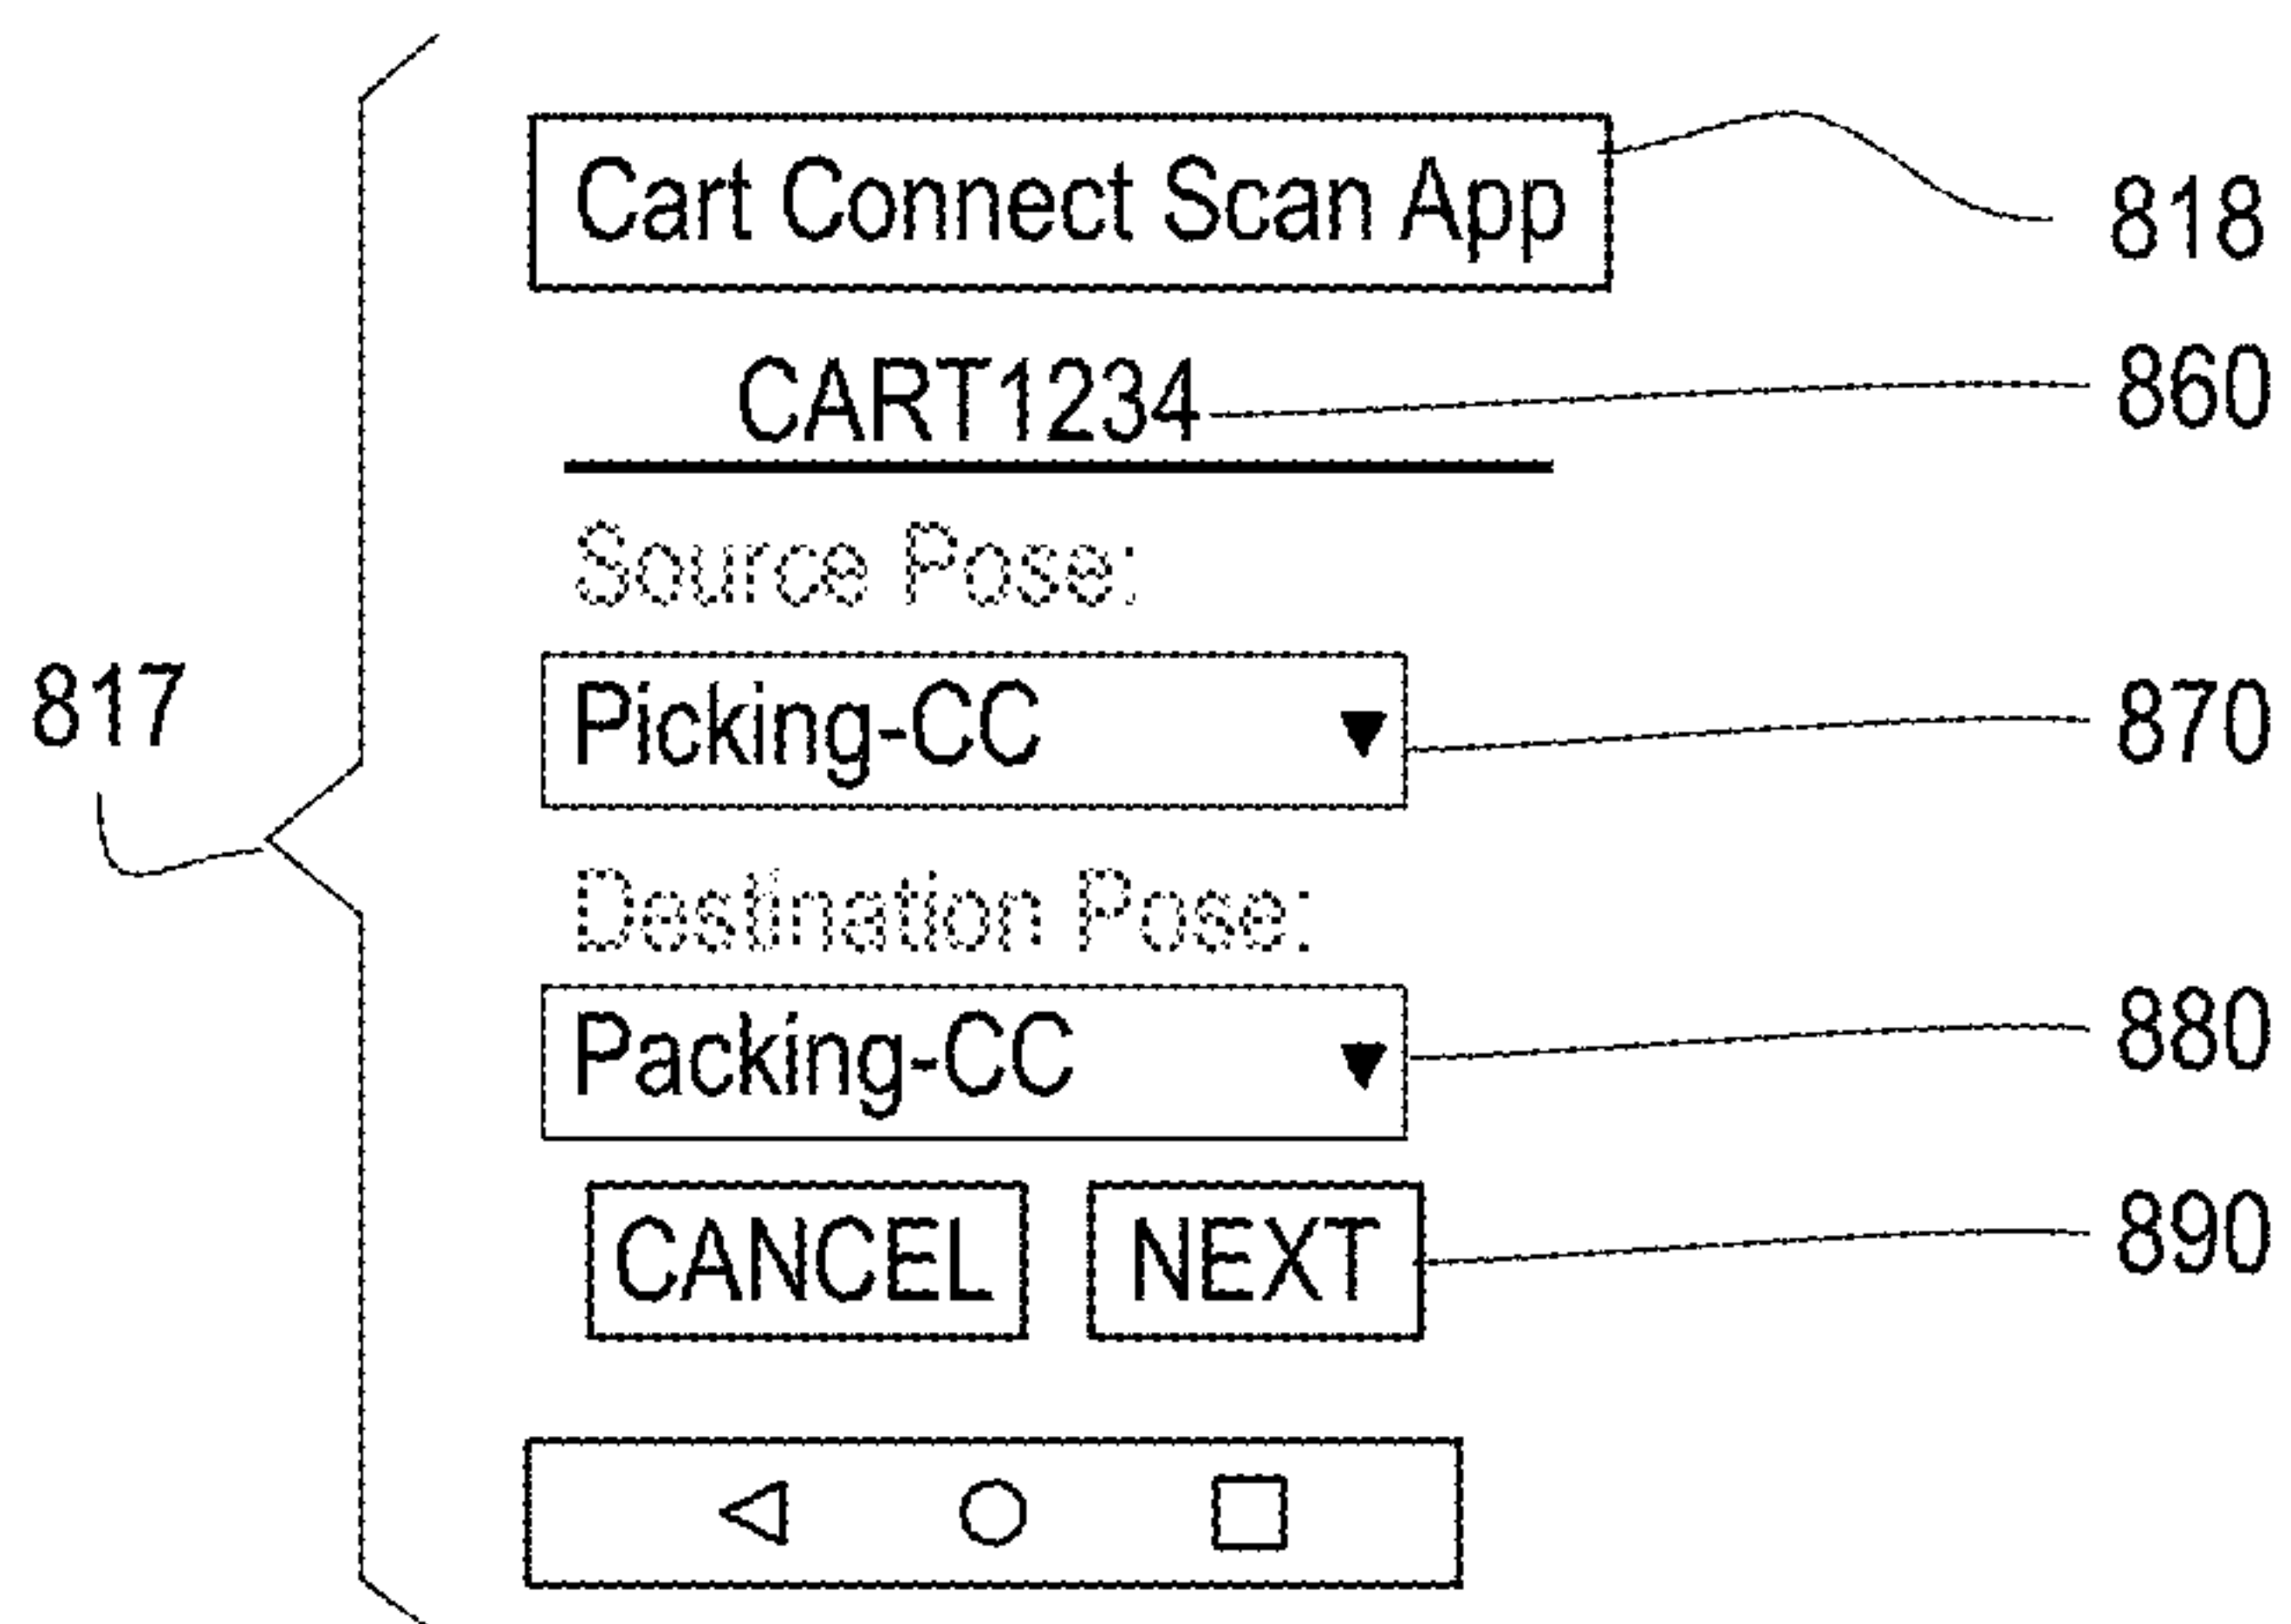 Cart Connect Scan App
818
CART1234
860
Source Pose:
817
Picking-CC
870
Destination Pose:
Packing-CC
880
CANCEL NEXT
890